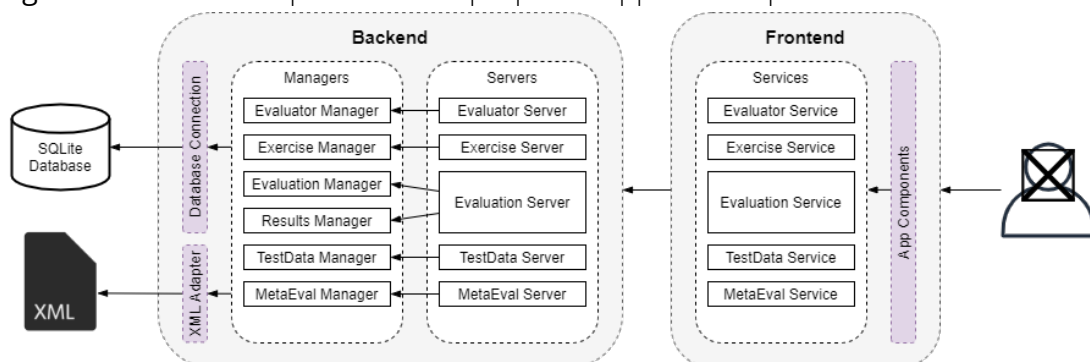 Backend
Frontend
Managers
Servers
Services
Evaluator Manager
Evaluator Server
Evaluator Service
Exercise Manager
Exercise Server
Exercise Service
Evaluation Manager
Results Manager
Evaluation Server
Evaluation Service
TestData Manager
TestData Server
TestData Service
MetaEval Manager
MetaEval Server
MetaEval Service
SQLite
Database
Database Connection
XML Adapter
App Components
XML